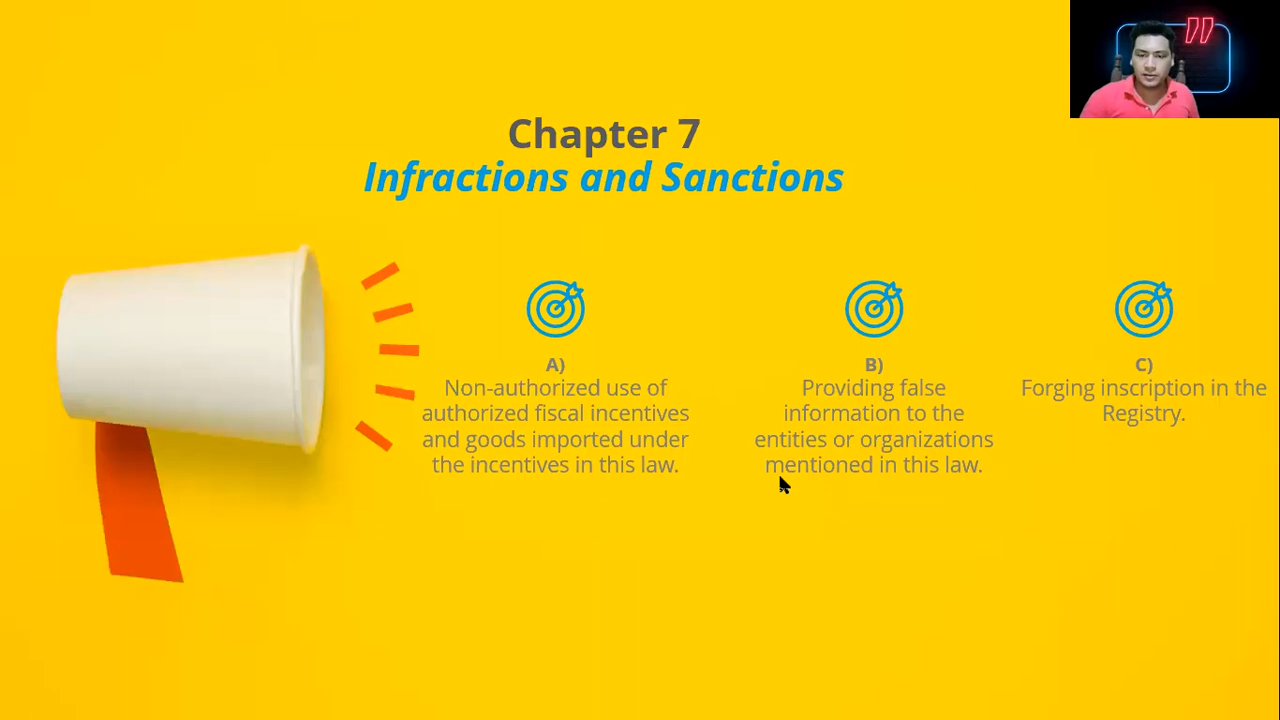 Chapter 7
Infractions and Sanctions
A)
Non-authorized use of
authorized fiscal incentives
and goods imported under
the incentives in this law.
B)
Providing false
information to the
entities or organizations
mentioned in this law.
C)
Forging inscription in the
Registry.